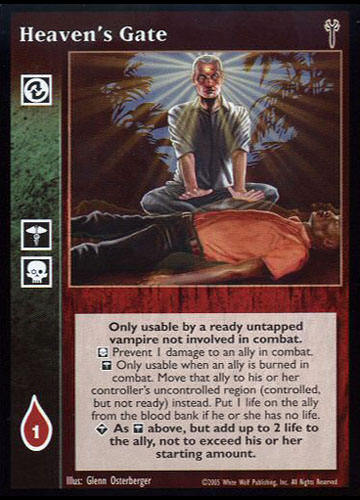 Heaven's Gate
Only usable by a ready untapped
vampire not involved in combat.
Prevent 1 damage to an ally in combat.
Only usable when an ally is burned in
combat. Move that ally to his or her
controller's uncontrolled region (controlled,
but not ready) instead. Put 1 life on the ally
from the blood bank if he or she has no life.
As above, but add up to 2 life to
the ally, not to exceed his or her
starting amount.
1
Illus: Glenn Osterberger
©2005 White Wolf Publishing, Inc. All Rights Reserved